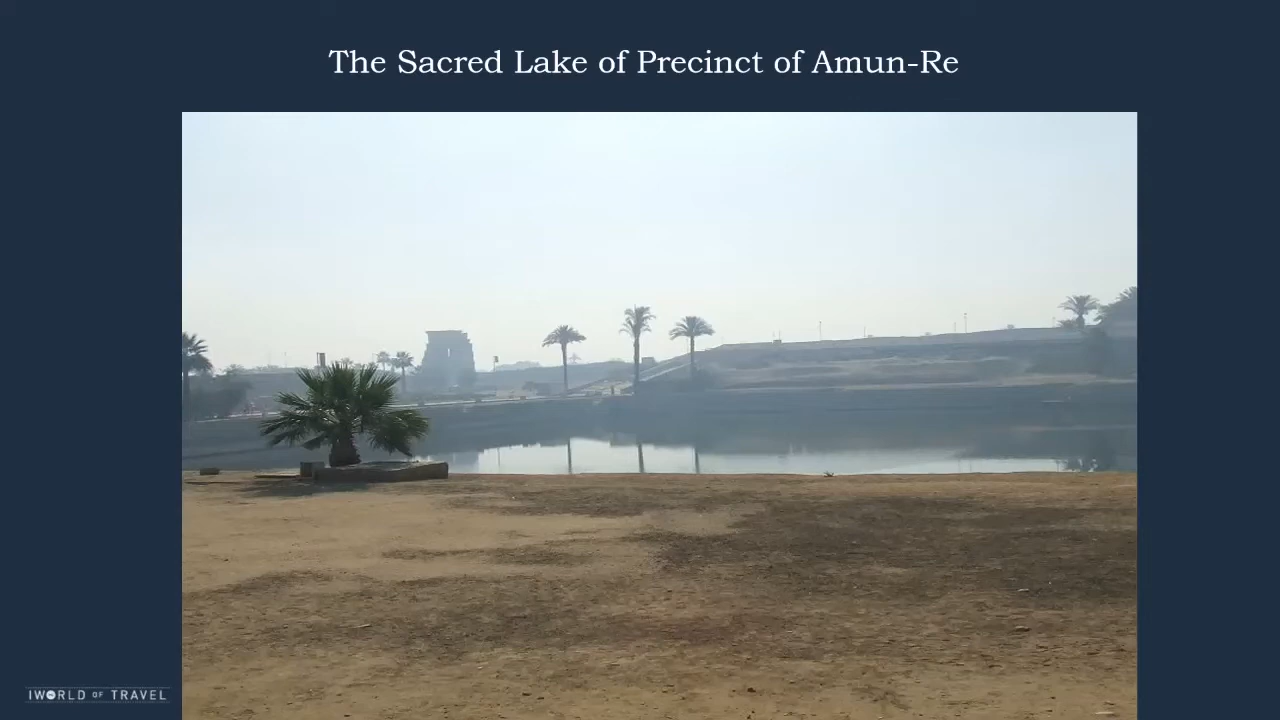 The Sacred Lake of Precinct of Amun-Re
IWORLD OF TRAVEL